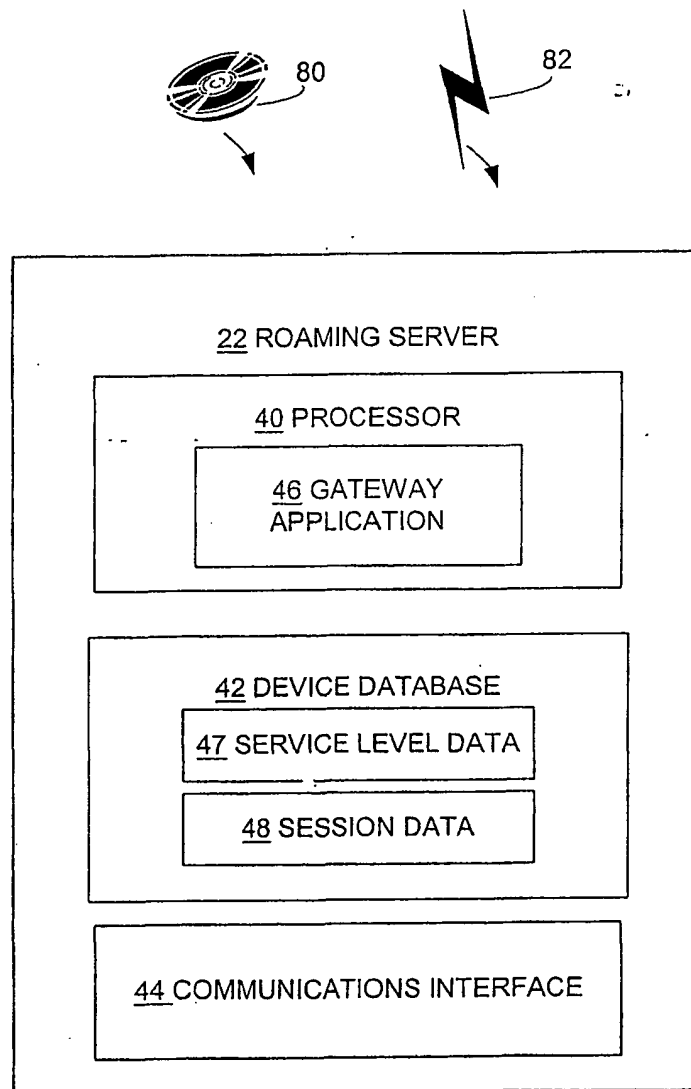 80
82
22 ROAMING SERVER
40 PROCESSOR
46 GATEWAY
APPLICATION
42 DEVICE DATABASE
47 SERVICE LEVEL DATA
48 SESSION DATA
44 COMMUNICATIONS INTERFACE